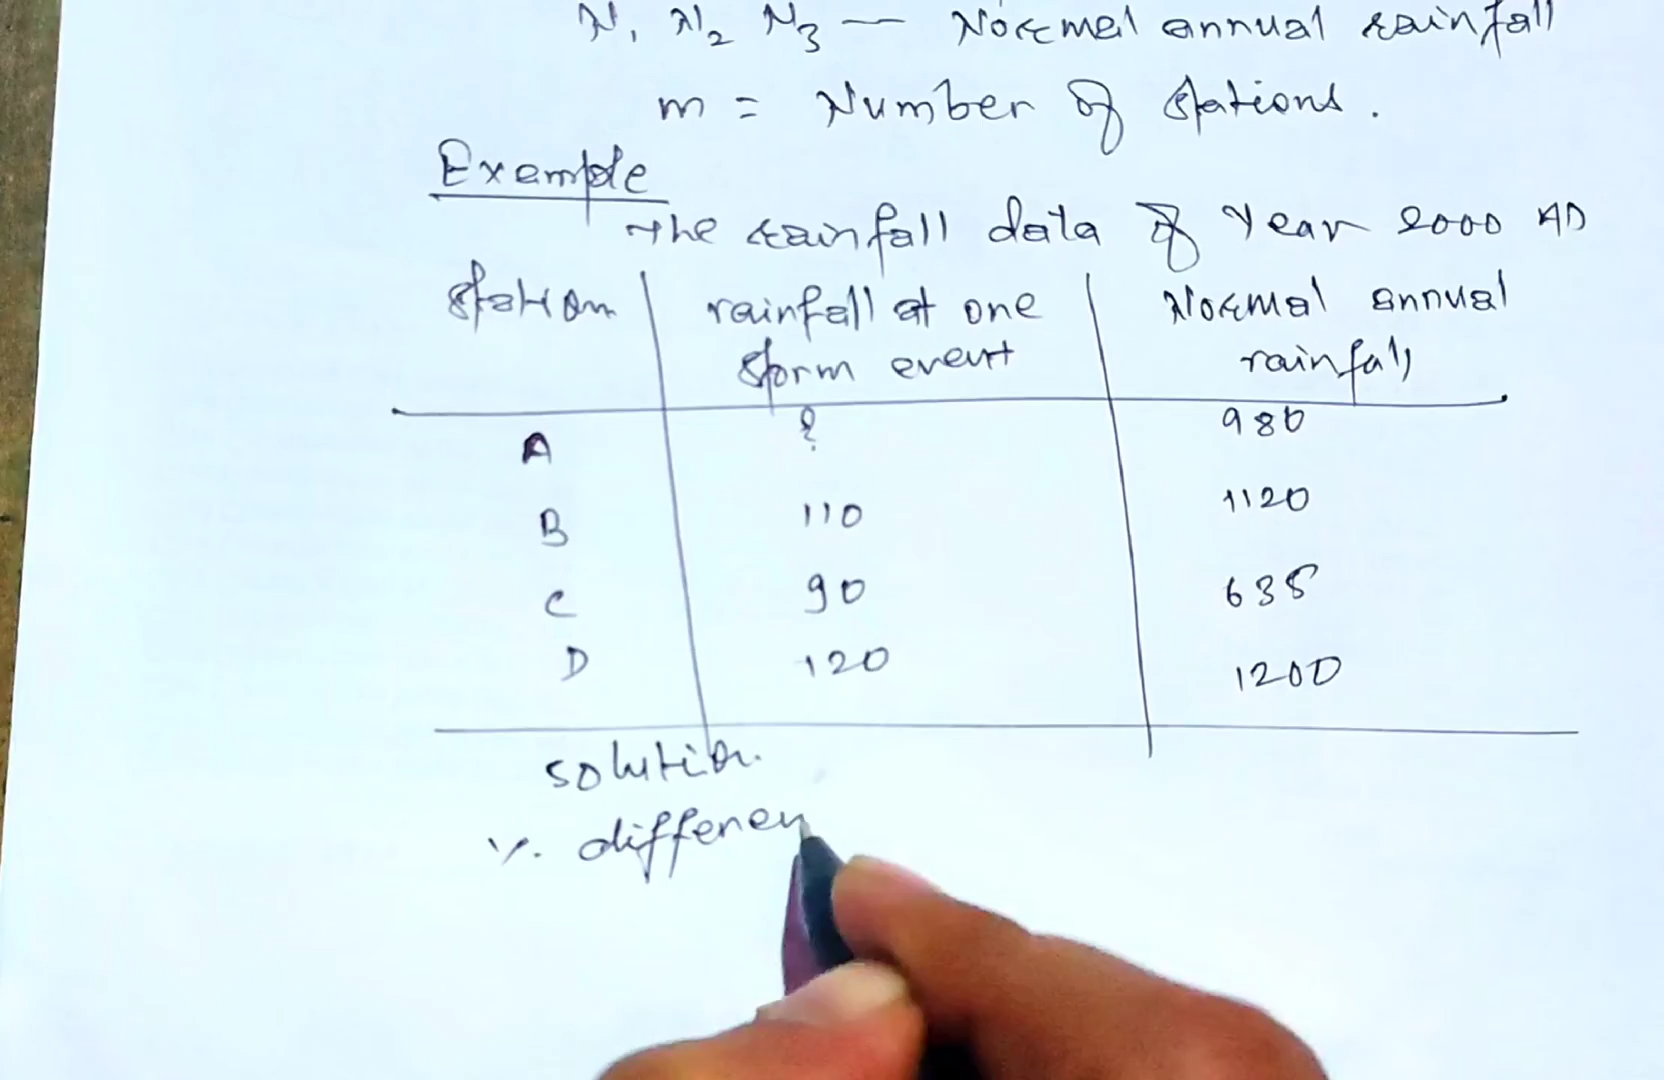 N1 N2 N3 — Normal annual rainfall
m = Number of stations.
Example
The rainfall data of Year 2000 AD
station rainfall at one storm event Normal annual rainfall
A ? 980
B 110 1120
C 90 635
D 120 1200
solution.
%. differen